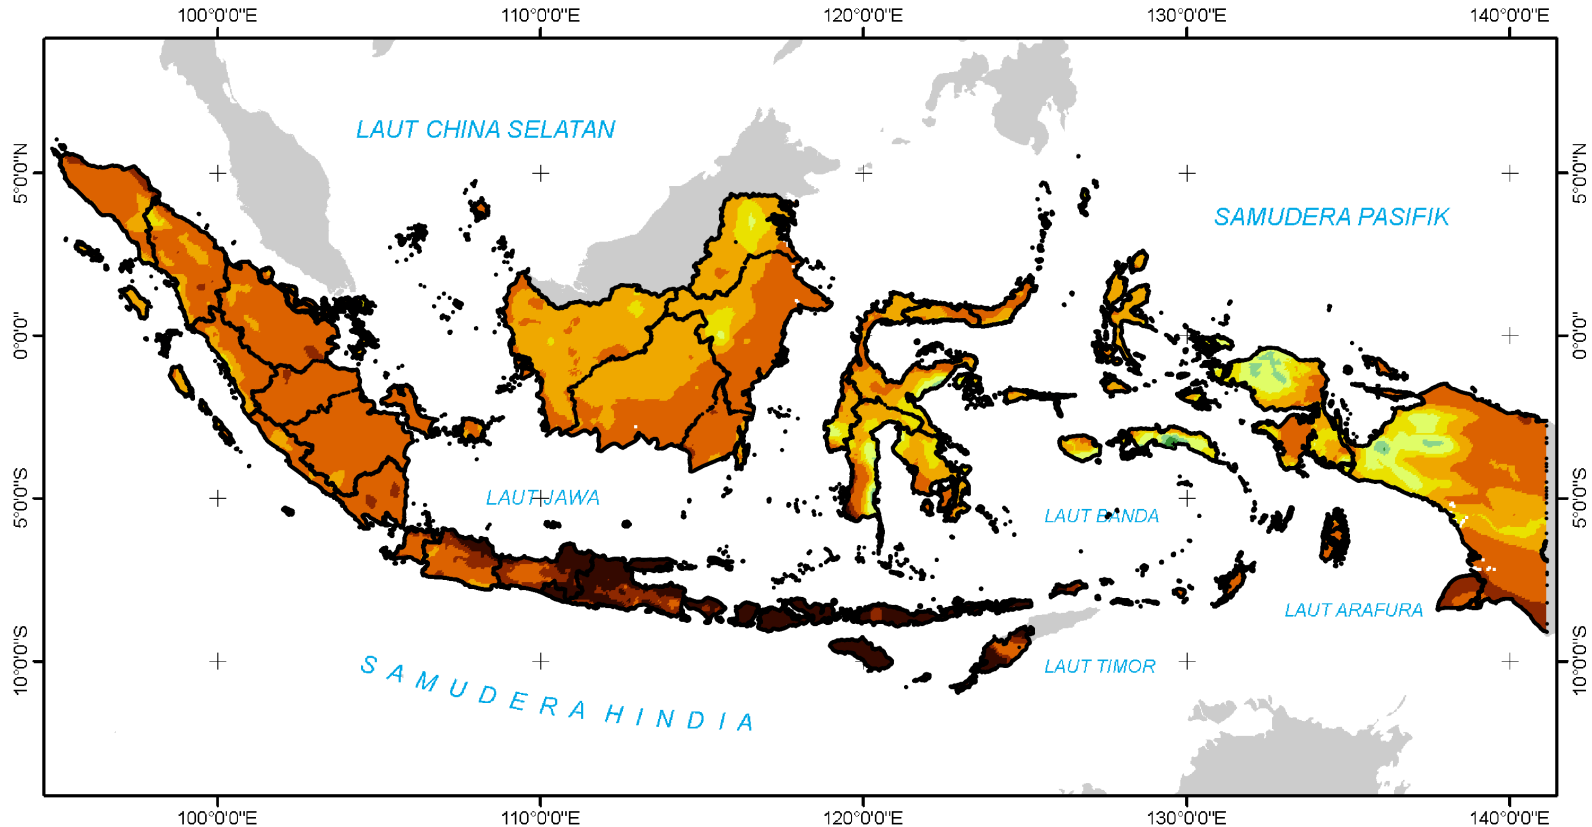 100°0'0"E 110°0'0"E 120°0'0"E 130°0'0"E 140°0'0"E
LAUT CHINA SELATAN
5°0'0"N 5°0'0"N
SAMUDERA PASIFIK
0°0'0" 0°0'0"
5°0'0"S 5°0'0"S
LAUT JAWA
LAUT BANDA
LAUT ARAFURA
10°0'0"S 10°0'0"S
LAUT TIMOR
SAMUDERA HINDIA
100°0'0"E 110°0'0"E 120°0'0"E 130°0'0"E 140°0'0"E